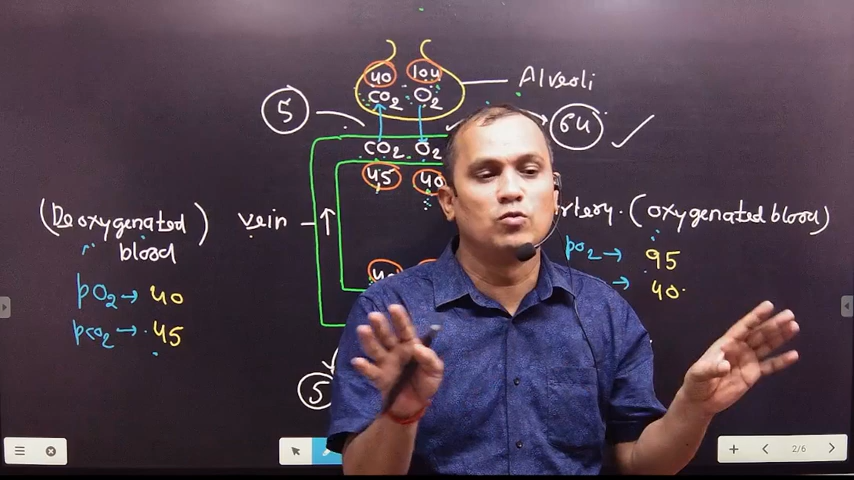 40 104
CO2 O2
Alveoli
5
64
CO2 O2
45 40
(Deoxygenated
blood)
vein
rtery. (oxygenated blood)
pO2 → 95
→ 40
pO2 → 40
pCO2 → 45
40
5
2/6